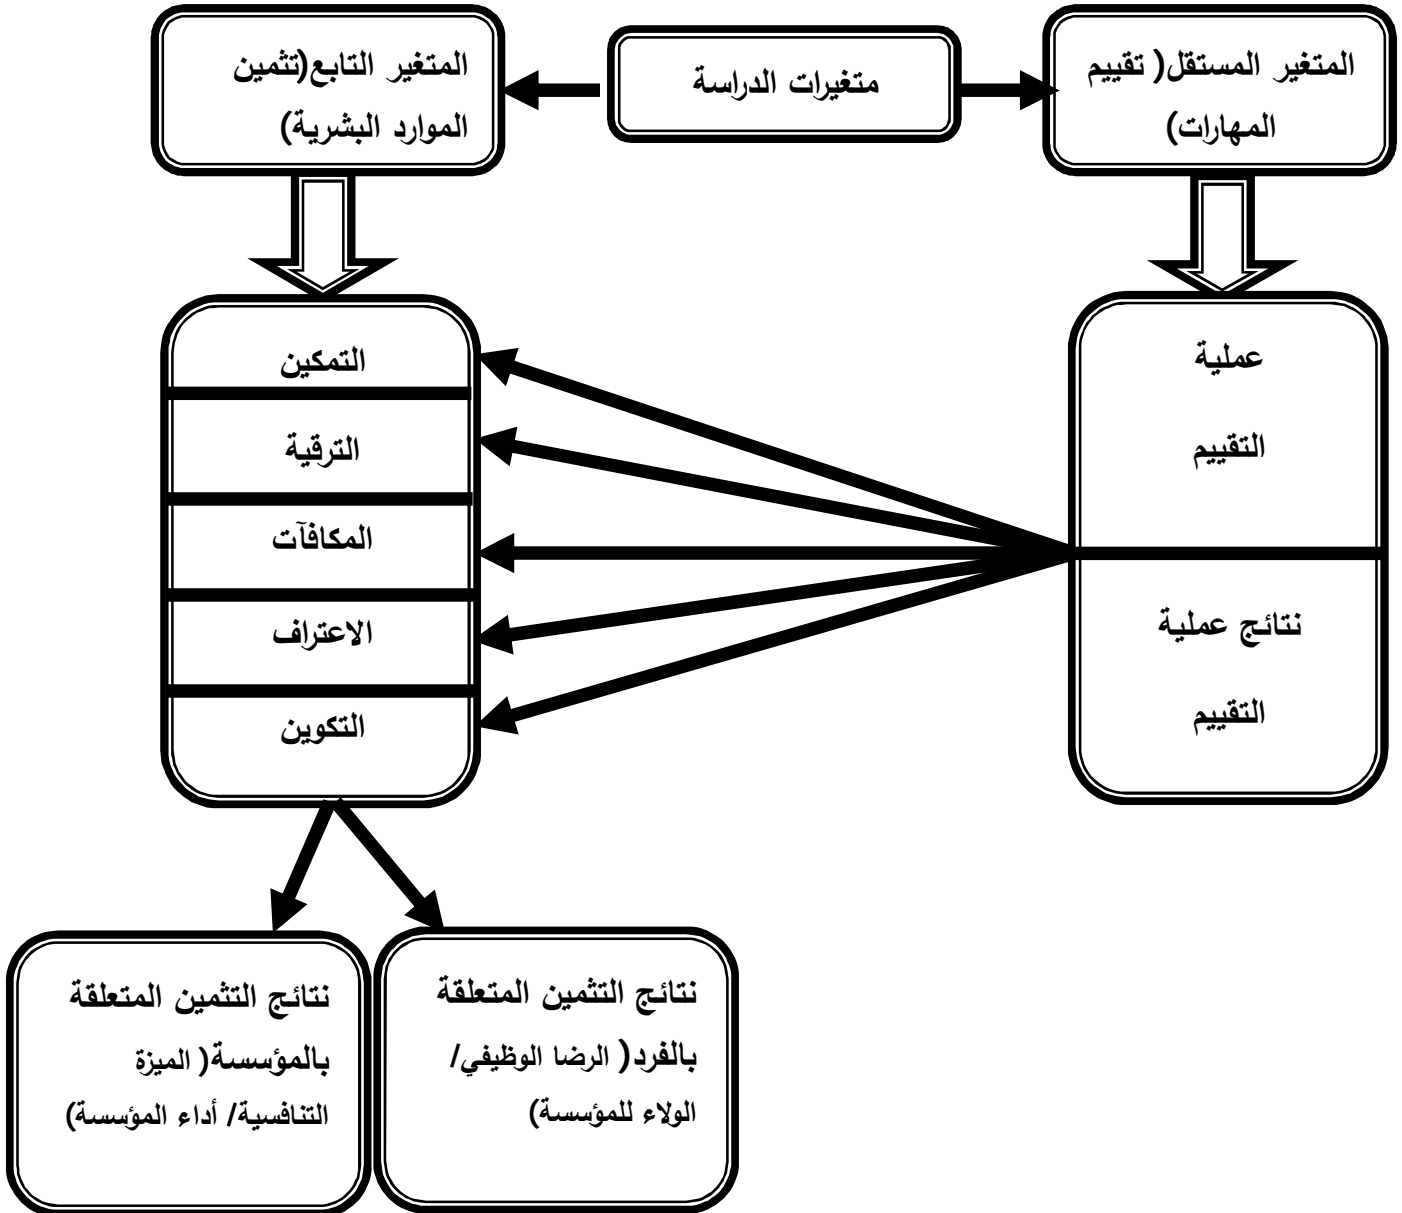 المتغير المستقل( تقييم
المهارات)
متغيرات الدراسة
المتغير التابع(تثمين
الموارد البشرية)
عملية
التقييم
نتائج عملية
التقييم
التمكين
الترقية
المكافآت
الاعتراف
التكوين
نتائج التثمين المتعلقة
بالفرد( الرضا الوظيفي/
الولاء للمؤسسة)
نتائج التثمين المتعلقة
بالمؤسسة( الميزة
التنافسية/ أداء المؤسسة)